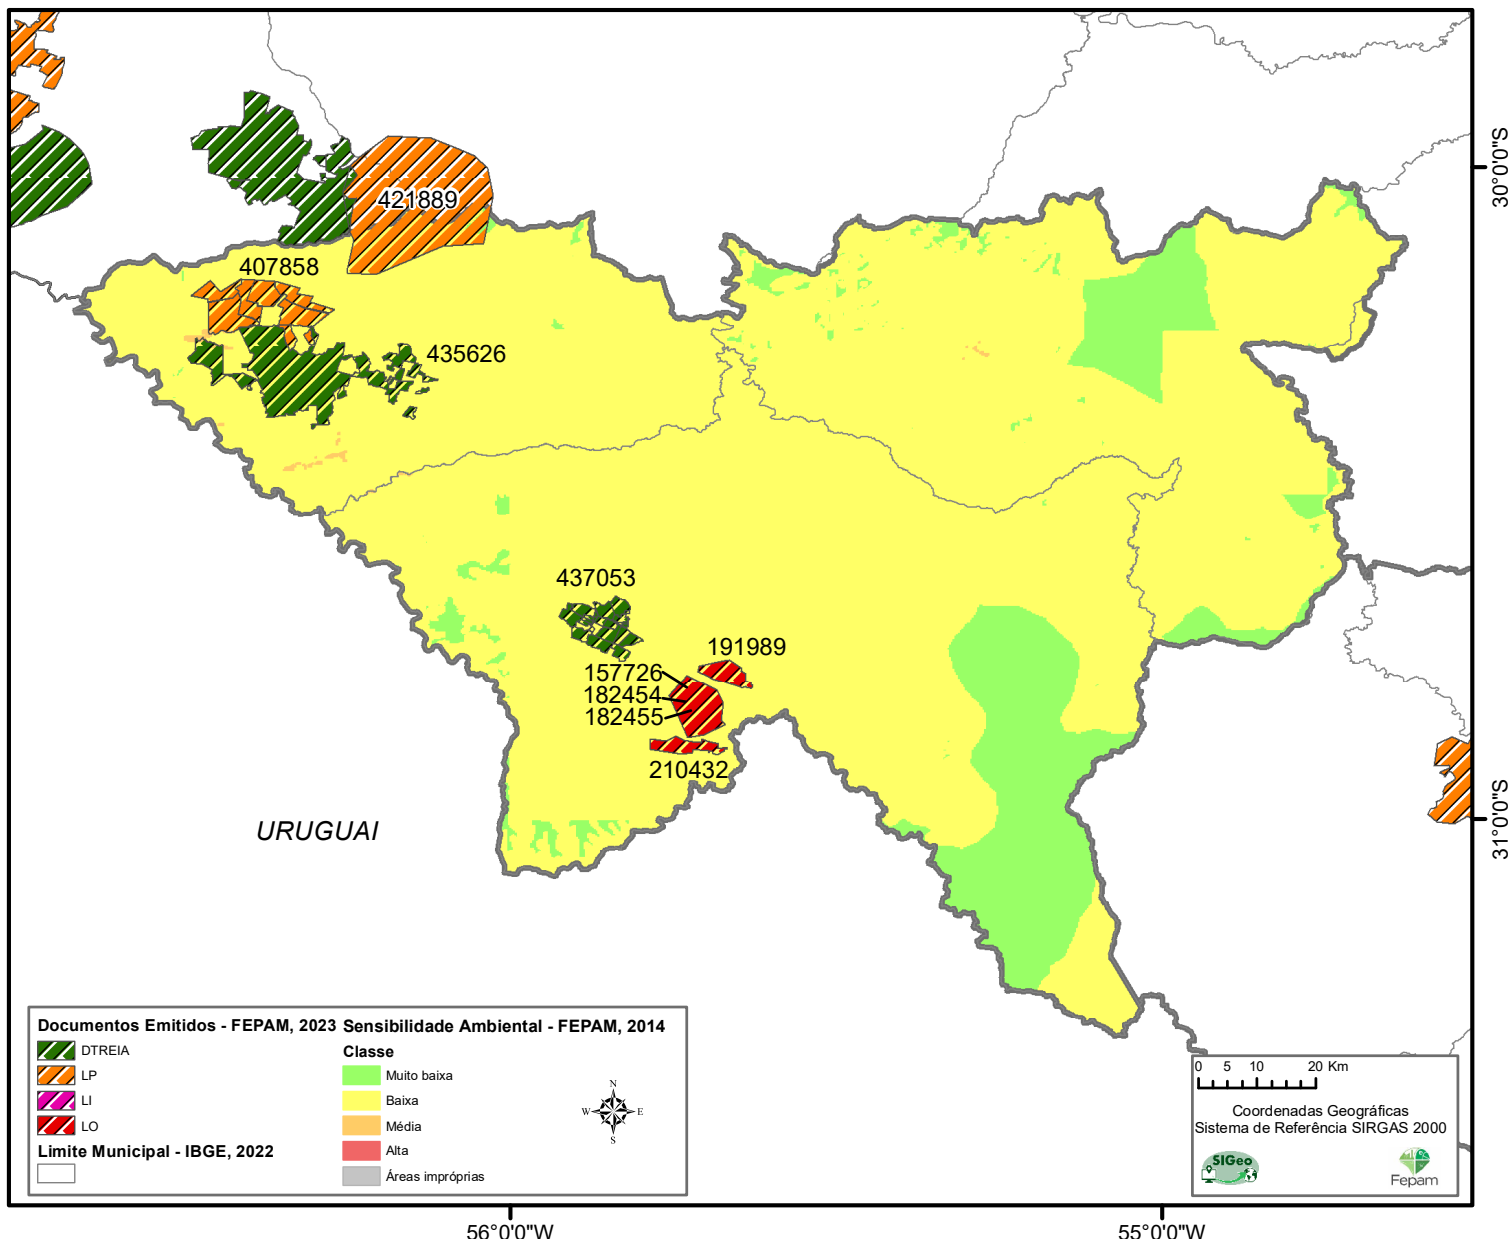 30°0'0"S
421889
407858
435626
437053
191989
157726
182454
182455
210432
31°0'0"S
URUGUAI
Documentos Emitidos - FEPAM, 2023
DTREIA
LP
LI
LO
Limite Municipal - IBGE, 2022
Sensibilidade Ambiental - FEPAM, 2014
Classe
Muito baixa
Baixa
Média
Alta
Áreas impróprias
N
W E
S
0 5 10 20 Km
Coordenadas Geográficas
Sistema de Referência SIRGAS 2000
SIGeo
Fepam
56°0'0"W
55°0'0"W